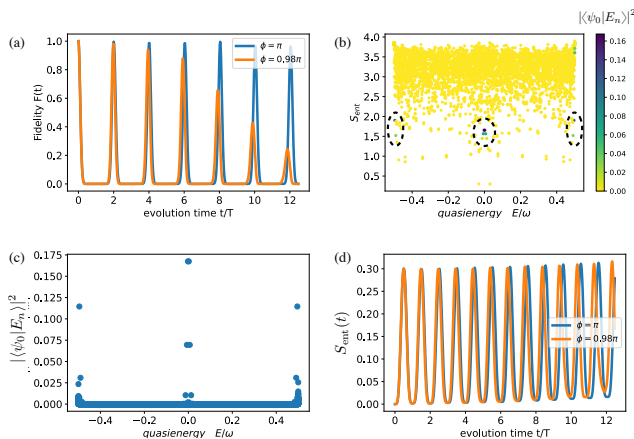 (a)
Fidelity F(t)
1.0
0.8
0.6
0.4
0.2
0.0
ϕ = π
ϕ = 0.98π
0 2 4 6 8 10 12
evolution time t/T
(b)
|⟨ψ₀|Eₙ⟩|²
S_ent
4.0
3.5
3.0
2.5
2.0
1.5
1.0
0.5
−0.4 −0.2 0.0 0.2 0.4
quasienergy E/ω
0.16
0.14
0.12
0.10
0.08
0.06
0.04
0.02
0.00
(c)
|⟨ψ₀|Eₙ⟩|²
0.175
0.150
0.125
0.100
0.075
0.050
0.025
0.000
−0.4 −0.2 0.0 0.2 0.4
quasienergy E/ω
(d)
S_ent(t)
0.30
0.25
0.20
0.15
0.10
0.05
0.00
ϕ = π
ϕ = 0.98π
0 2 4 6 8 10 12
evolution time t/T